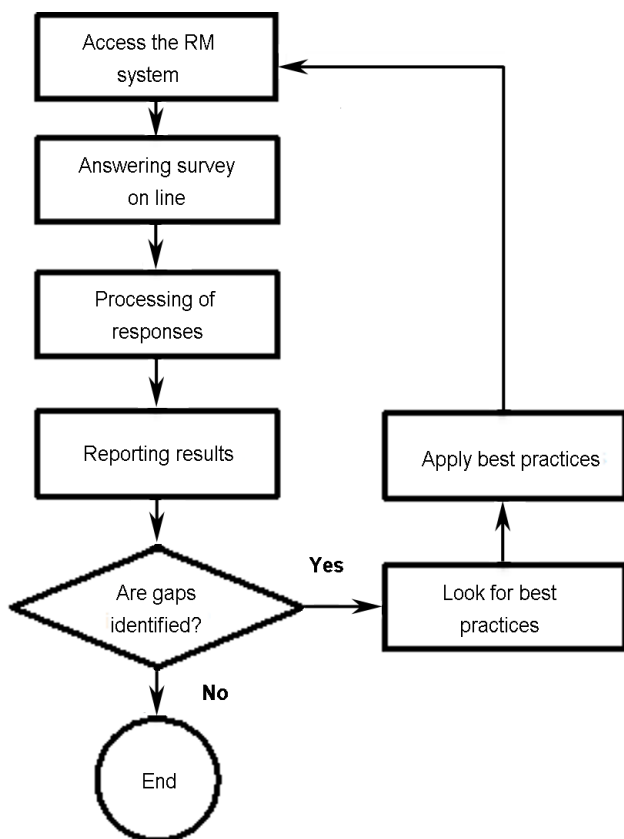 Access the RM
system
Answering survey
on line
Processing of
responses
Reporting results
Are gaps
identified?
Yes
No
End
Look for best
practices
Apply best practices